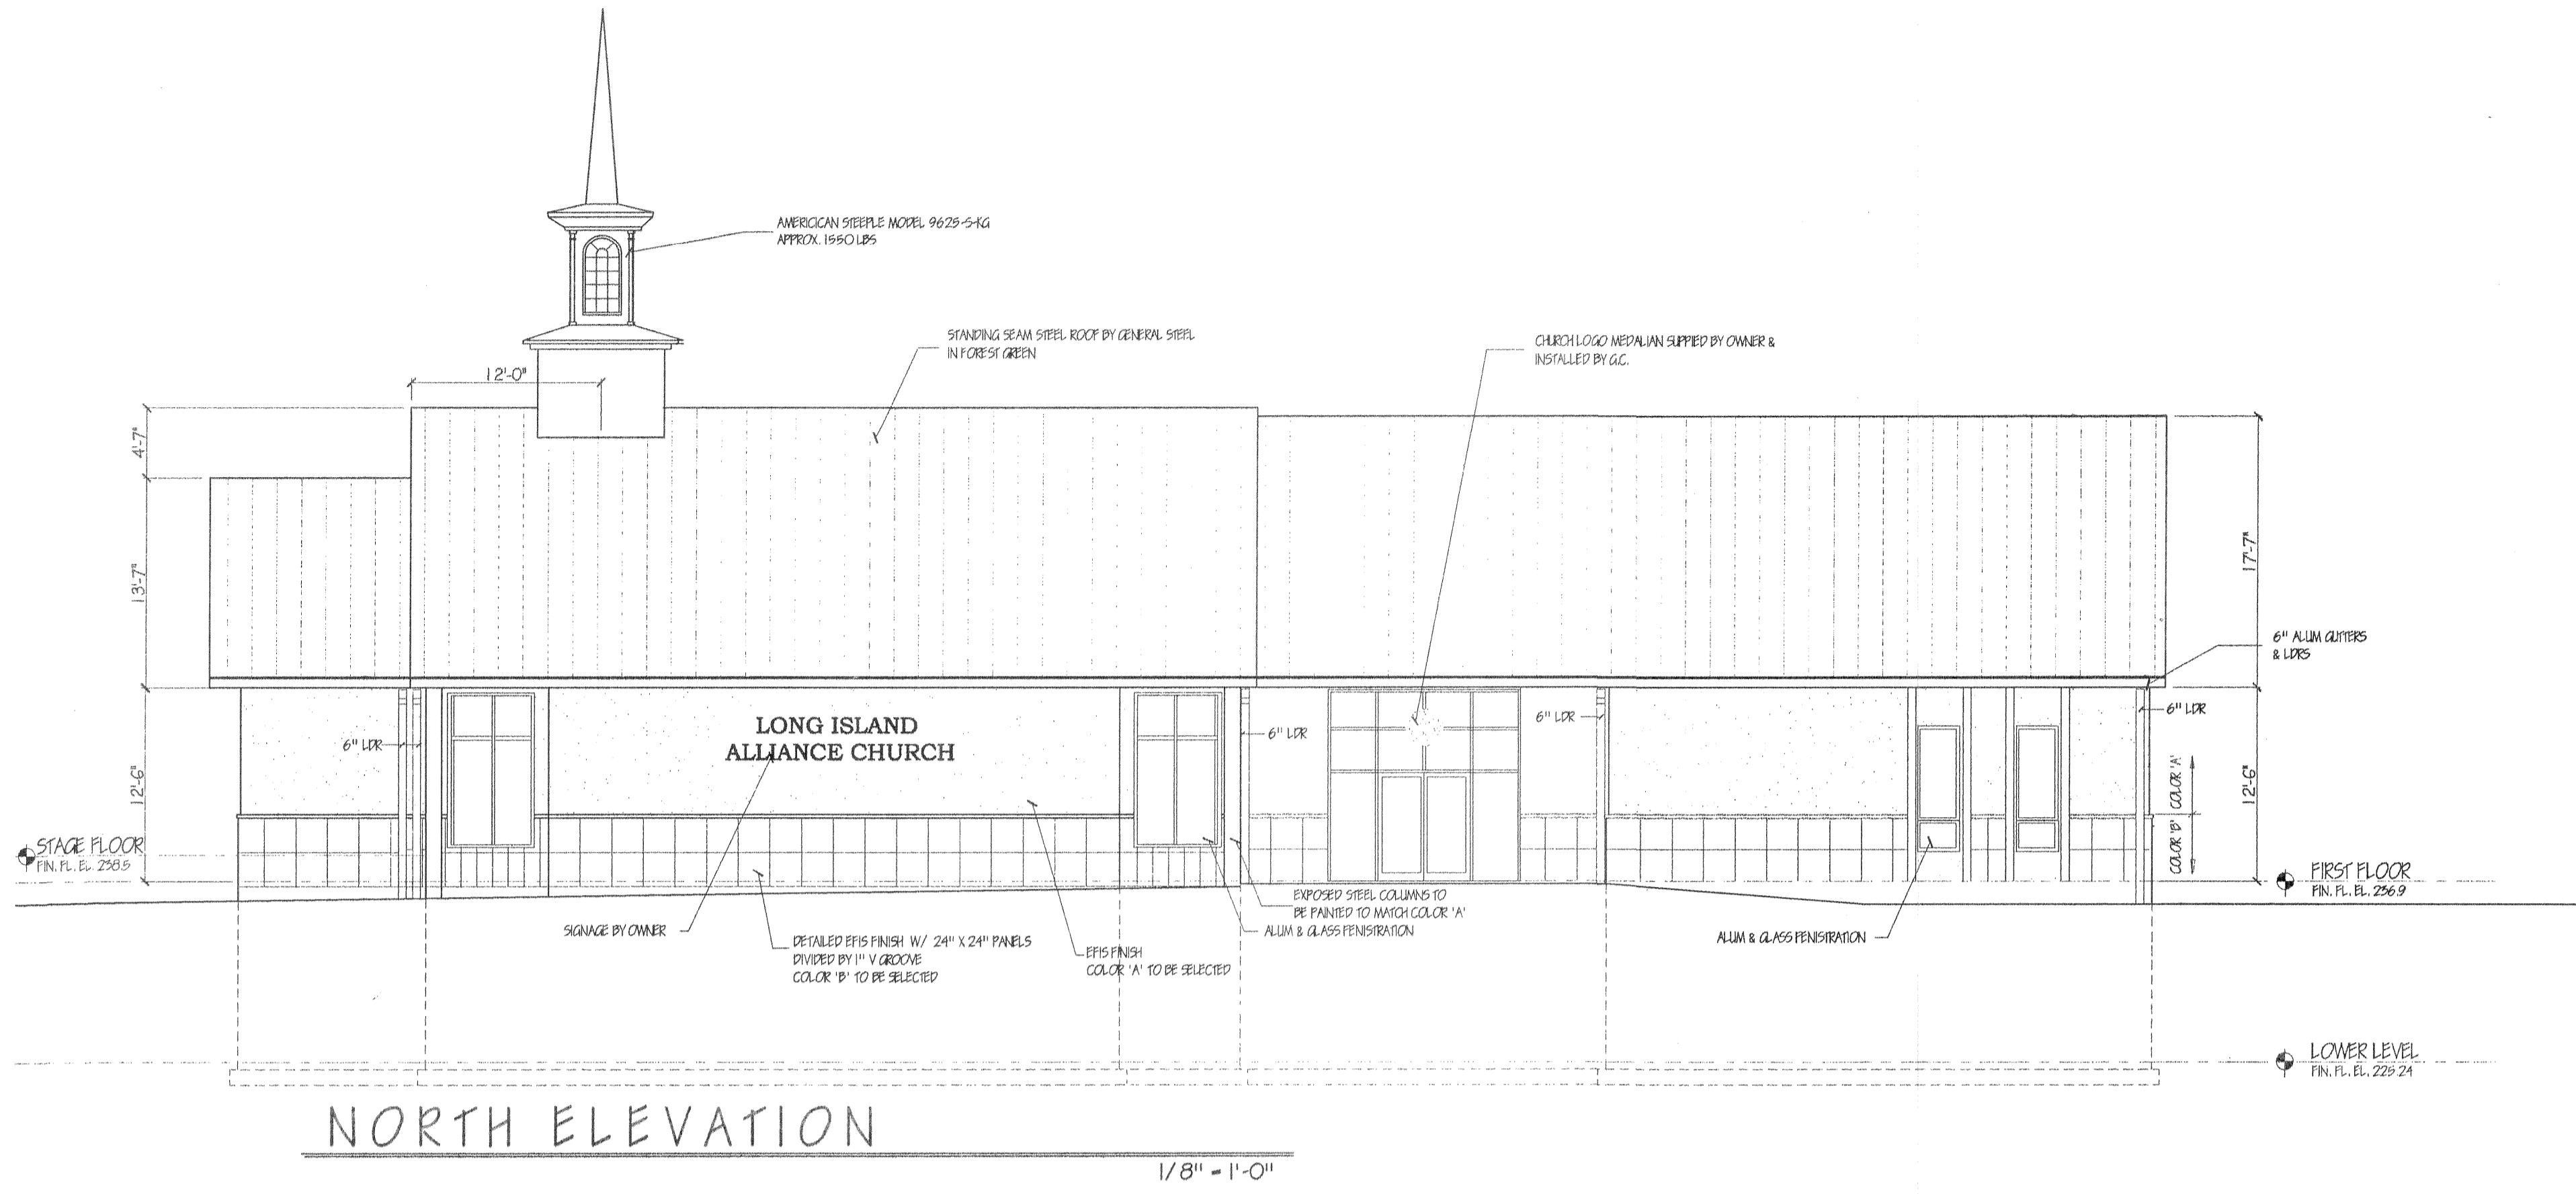 AMERICICAN STEEPLE MODEL 9625-S-KG
APPROX. 1550 LBS
STANDING SEAM STEEL ROOF BY GENERAL STEEL
IN FOREST GREEN
CHURCH LOGO MEDALIAN SUPPIED BY OWNER &
INSTALLED BY G.C.
12'-0"
4'-7"
13'-7"
12'-6"
17'-7"
12'-6"
6" ALUM GUTTERS
& LDRS
6" LDR
LONG ISLAND
ALLIANCE CHURCH
6" LDR
6" LDR
6" LDR
COLOR 'A'
COLOR 'B'
STAGE FLOOR
FIN. FL. EL. 238.5
FIRST FLOOR
FIN. FL. EL. 236.9
EXPOSED STEEL COLUMNS TO
BE PAINTED TO MATCH COLOR 'A'
ALUM & GLASS FENISTRATION
SIGNAGE BY OWNER
DETAILED EFIS FINISH W/ 24" X 24" PANELS
DIVIDED BY 1" V GROOVE
COLOR 'B' TO BE SELECTED
EFIS FINISH
COLOR 'A' TO BE SELECTED
ALUM & GLASS FENISTRATION
LOWER LEVEL
FIN. FL. EL. 225.24
NORTH ELEVATION
1/8" = 1'-0"